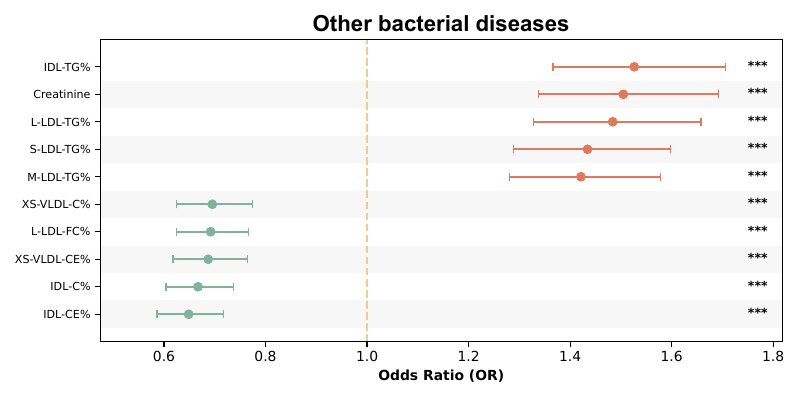 Other bacterial diseases
IDL-TG% ***
Creatinine ***
L-LDL-TG% ***
S-LDL-TG% ***
M-LDL-TG% ***
XS-VLDL-C% ***
L-LDL-FC% ***
XS-VLDL-CE% ***
IDL-C% ***
IDL-CE% ***
0.6 0.8 1.0 1.2 1.4 1.6 1.8
Odds Ratio (OR)